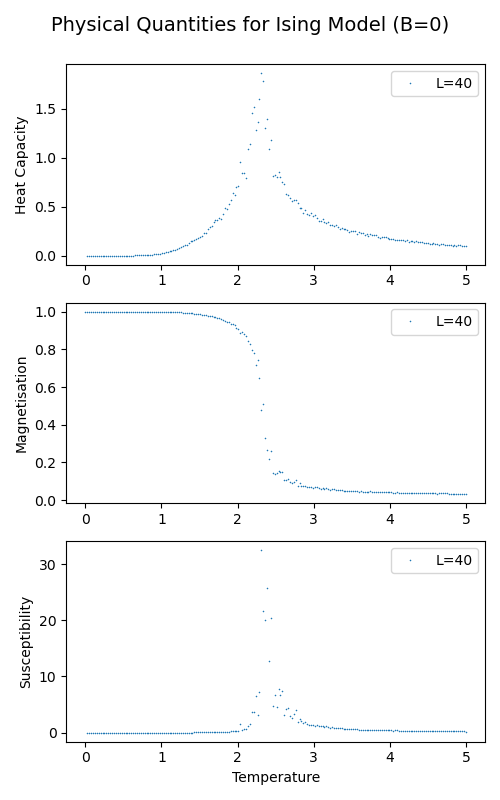 Physical Quantities for Ising Model (B=0)
Heat Capacity
1.5
1.0
0.5
0.0
L=40
0 1 2 3 4 5
Magnetisation
1.0
0.8
0.6
0.4
0.2
0.0
L=40
0 1 2 3 4 5
Susceptibility
30
20
10
0
L=40
0 1 2 3 4 5
Temperature